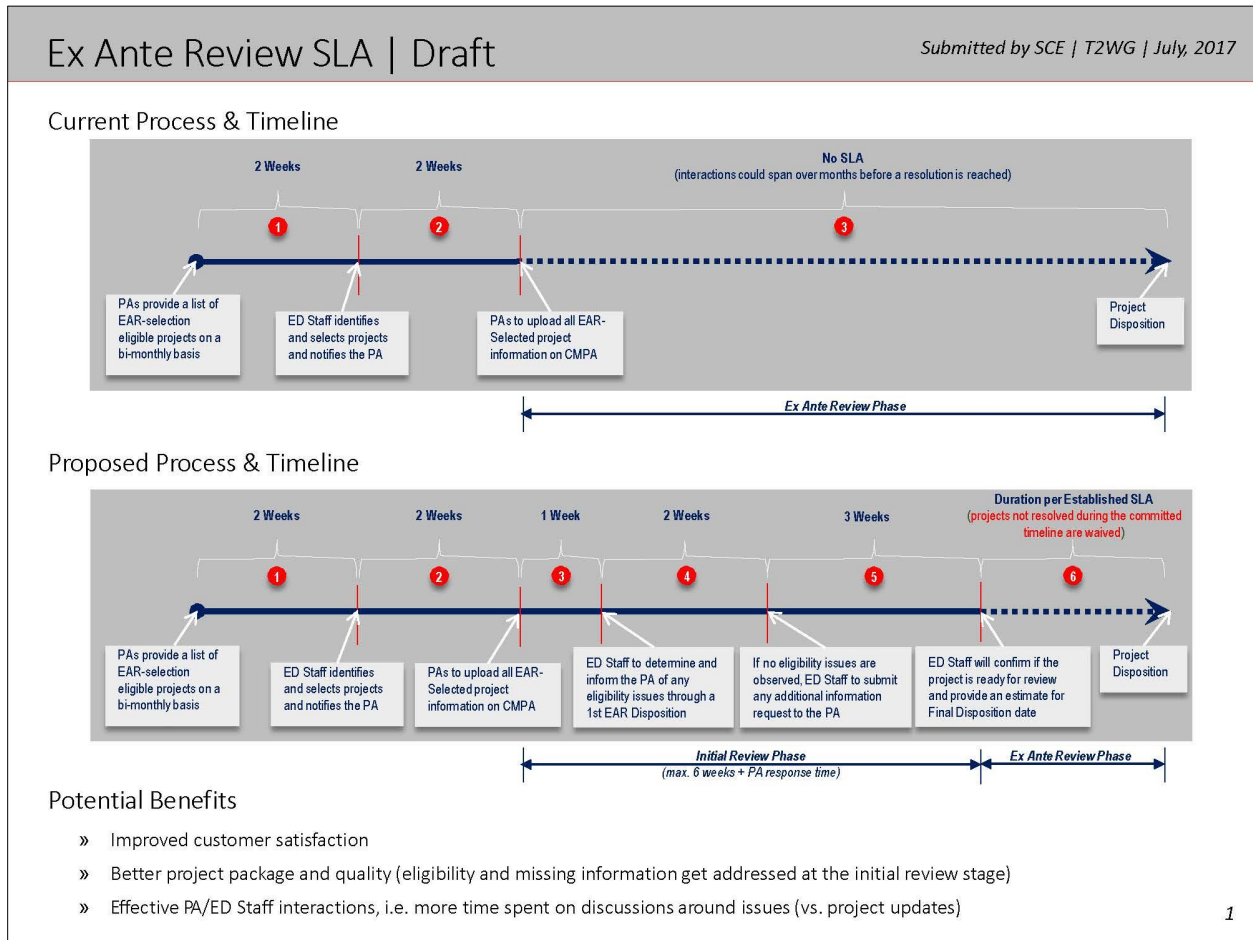 Ex Ante Review SLA | Draft
Submitted by SCE | T2WG | July, 2017
Current Process & Timeline
2 Weeks
2 Weeks
No SLA
(interactions could span over months before a resolution is reached)
1
2
3
PAs provide a list of
EAR-selection
eligible projects on a
bi-monthly basis
ED Staff identifies
and selects projects
and notifies the PA
PAs to upload all EAR-
Selected project
information on CMPA
Project
Disposition
Ex Ante Review Phase
Proposed Process & Timeline
2 Weeks
2 Weeks
1 Week
2 Weeks
3 Weeks
Duration per Established SLA
(projects not resolved during the committed
timeline are waived)
1
2
3
4
5
6
PAs provide a list of
EAR-selection
eligible projects on a
bi-monthly basis
ED Staff identifies
and selects projects
and notifies the PA
PAs to upload all EAR-
Selected project
information on CMPA
ED Staff to determine and
inform the PA of any
eligibility issues through a
1st EAR Disposition
If no eligibility issues are
observed, ED Staff to submit
any additional information
request to the PA
ED Staff will confirm if the
project is ready for review
and provide an estimate for
Final Disposition date
Project
Disposition
Initial Review Phase
(max. 6 weeks + PA response time)
Ex Ante Review Phase
Potential Benefits
» Improved customer satisfaction
» Better project package and quality (eligibility and missing information get addressed at the initial review stage)
» Effective PA/ED Staff interactions, i.e. more time spent on discussions around issues (vs. project updates)
1